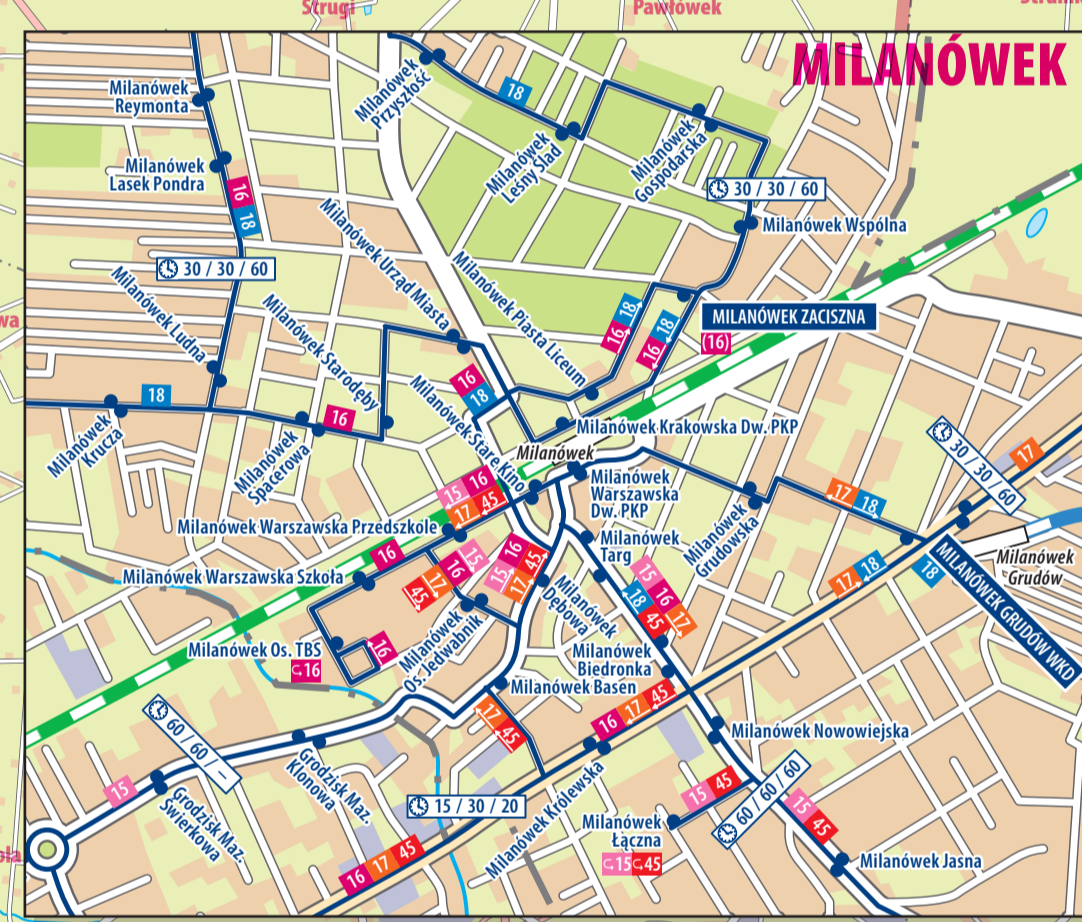 Strugi
Pawłówek
MILANÓWEK
Milanówek
Przyszłość
18
Milanówek
Reymonta
Milanówek
Lasek Pondra
16
18
30 / 30 / 60
Milanówek
Leśny Ślad
Milanówek
Gospodarska
30 / 30 / 60
Milanówek Wspólna
Milanówek Urząd Miasta
Milanówek Piasta Liceum
Milanówek Ludna
Milanówek Starodęby
16 18
16 18
MILANÓWEK ZACISZNA
(16)
18
Milanówek
Krucza
16
Milanówek
Spacerowa
16
18
Milanówek Stare Kino
Milanówek Krakowska Dw. PKP
Milanówek
Milanówek
Warszawska
Dw. PKP
30 / 30 / 60
17
15 16
17 45
Milanówek Warszawska Przedszkole
17 18
Milanówek
Grudowska
Milanówek
Targ
16
Milanówek Warszawska Szkoła
15
16
17
45
16
15
45
17
Milanówek
Dębowa
15
16
17
18
45
17 18
18
MILANÓWEK GRUDÓW WKD
Milanówek
Grudów
Milanówek
Os. Jedwabnik
Milanówek Os. TBS
16
16
Milanówek
Biedronka
Milanówek Basen
17
45
16 17 45
Milanówek Nowowiejska
60 / 60 / –
15
Grodzisk Maz.
Klonowa
Grodzisk Maz.
Świerkowa
15 / 30 / 20
Milanówek Królewska
15 45
60 / 60 / 60
Milanówek
Łączna
15 45
15
45
Milanówek Jasna
16 17 45